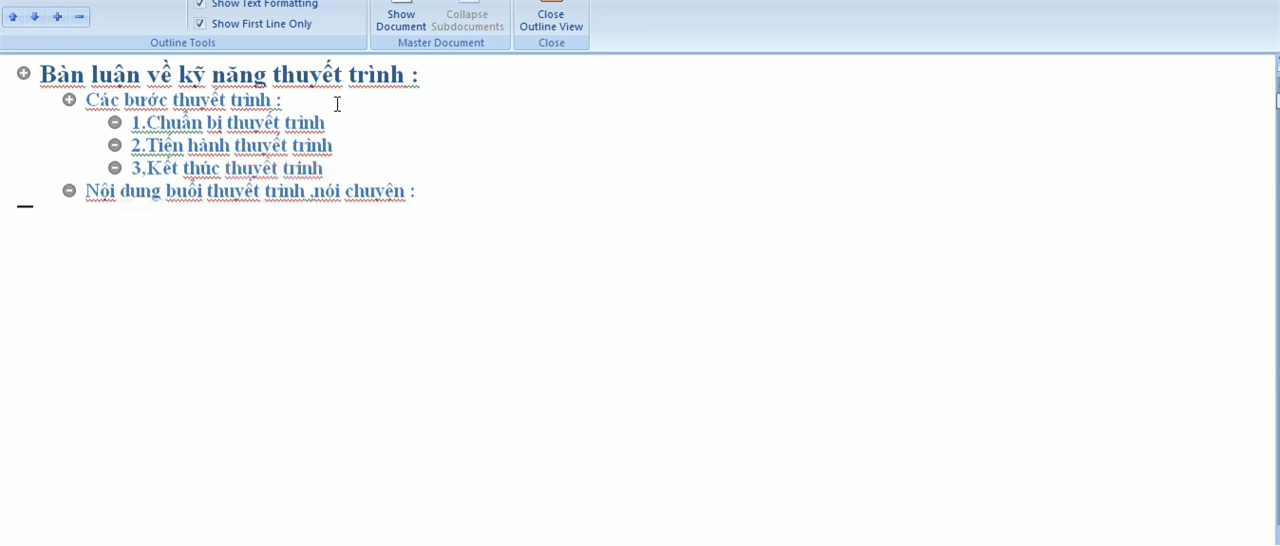 Show Text Formatting
Show First Line Only
Outline Tools
Show Document
Collapse Subdocuments
Master Document
Close Outline View
Close
Bàn luân về kỹ năng thuyết trình :
Các bước thuyết trình :
1.Chuẩn bị thuyết trình
2.Tiến hành thuyết trình
3,Kết thúc thuyết trình
Nội dung buổi thuyết trình ,nói chuyện :